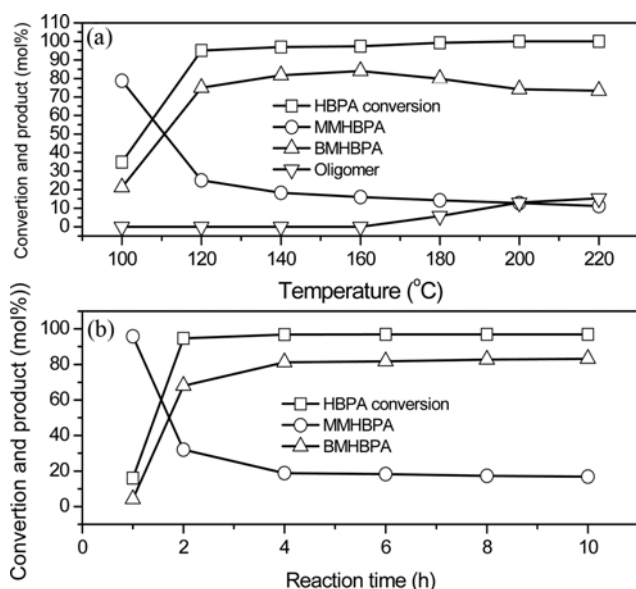 (a)
Convertion and product (mol%)
110
100
90
80
70
60
50
40
30
20
10
0
HBPA conversion
MMHBPA
BMHBPA
Oligomer
100 120 140 160 180 200 220
Temperature (°C)
(b)
Convertion and product (mol%))
100
80
60
40
20
0
HBPA conversion
MMHBPA
BMHBPA
0 2 4 6 8 10
Reaction time (h)